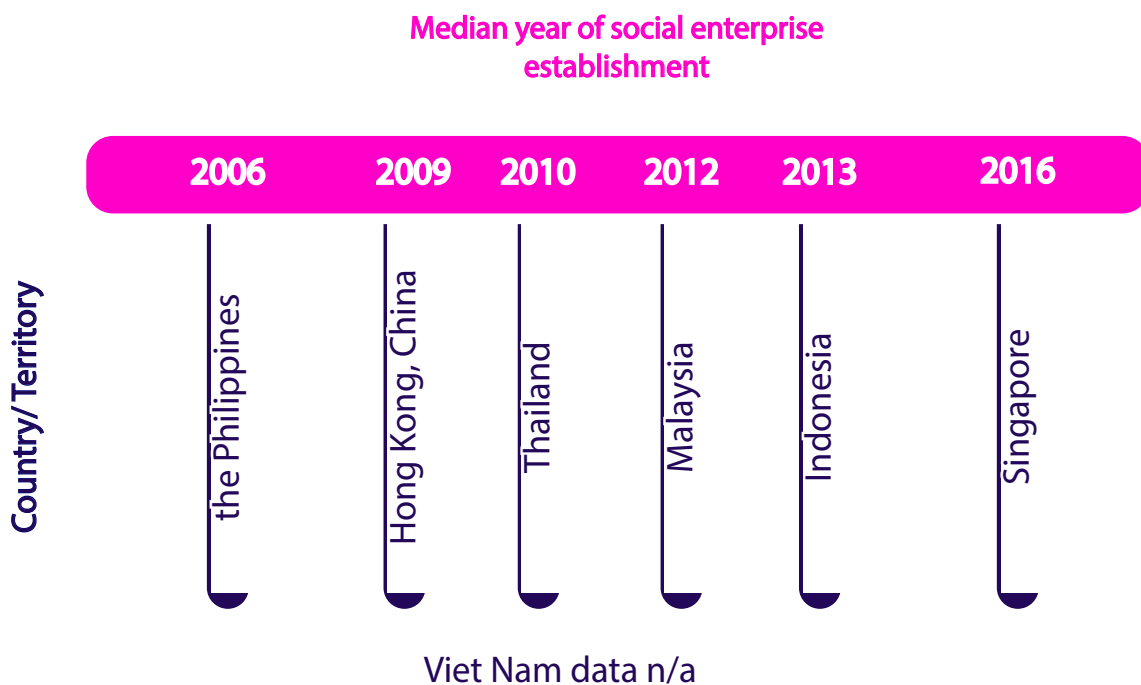 Median year of social enterprise
establishment
2006 2009 2010 2012 2013 2016
Country/Territory
the Philippines
Hong Kong, China
Thailand
Malaysia
Indonesia
Singapore
Viet Nam data n/a